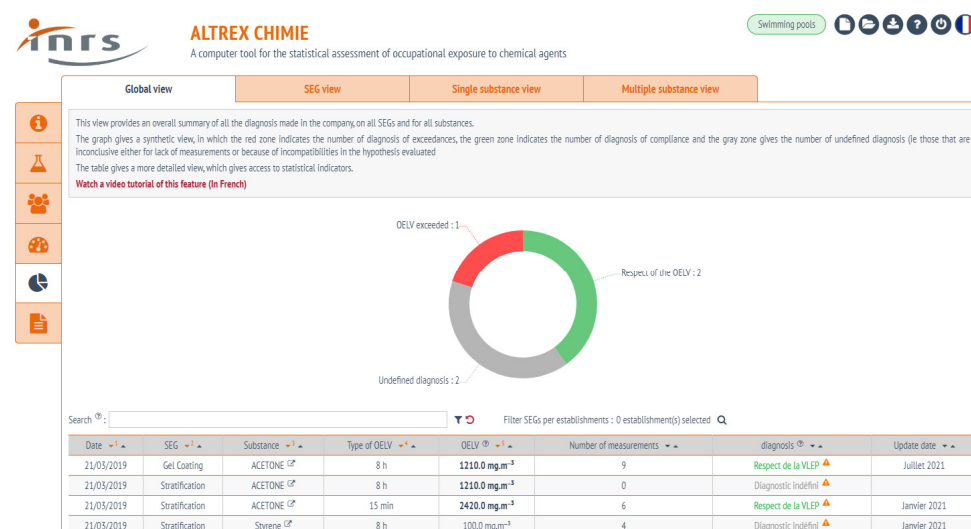 inrs
ALTREX CHIMIE
A computer tool for the statistical assessment of occupational exposure to chemical agents
Swimming pools
Global view
SEG view
Single substance view
Multiple substance view
This view provides an overall summary of all the diagnosis made in the company, on all SEGs and for all substances.
The graph gives a synthetic view, in which the red zone indicates the number of diagnosis of exceedances, the green zone indicates the number of diagnosis of compliance and the gray zone gives the number of undefined diagnosis (ie those that are
inconclusive either for lack of measurements or because of incompatibilities in the hypothesis evaluated
The table gives a more detailed view, which gives access to statistical indicators.
Watch a video tutorial of this feature (In French)
OELV exceeded : 1
Respect of the OELV : 2
Undefined diagnosis : 2
Search ? :
Filter SEGs per establishments : 0 establishment(s) selected
Date 1 SEG 2 Substance 3 Type of OELV 4 OELV ? 5 Number of measurements diagnosis ? Update date
21/03/2019 Gel Coating ACETONE 8 h 1210.0 mg.m⁻³ 9 Respect de la VLEP Juillet 2021
21/03/2019 Stratification ACETONE 8 h 1210.0 mg.m⁻³ 0 Diagnostic indéfini
21/03/2019 Stratification ACETONE 15 min 2420.0 mg.m⁻³ 6 Respect de la VLEP Janvier 2021
21/03/2019 Stratification Styrene 8 h 100.0 mg.m⁻³ 4 Diagnostic indéfini Janvier 2021